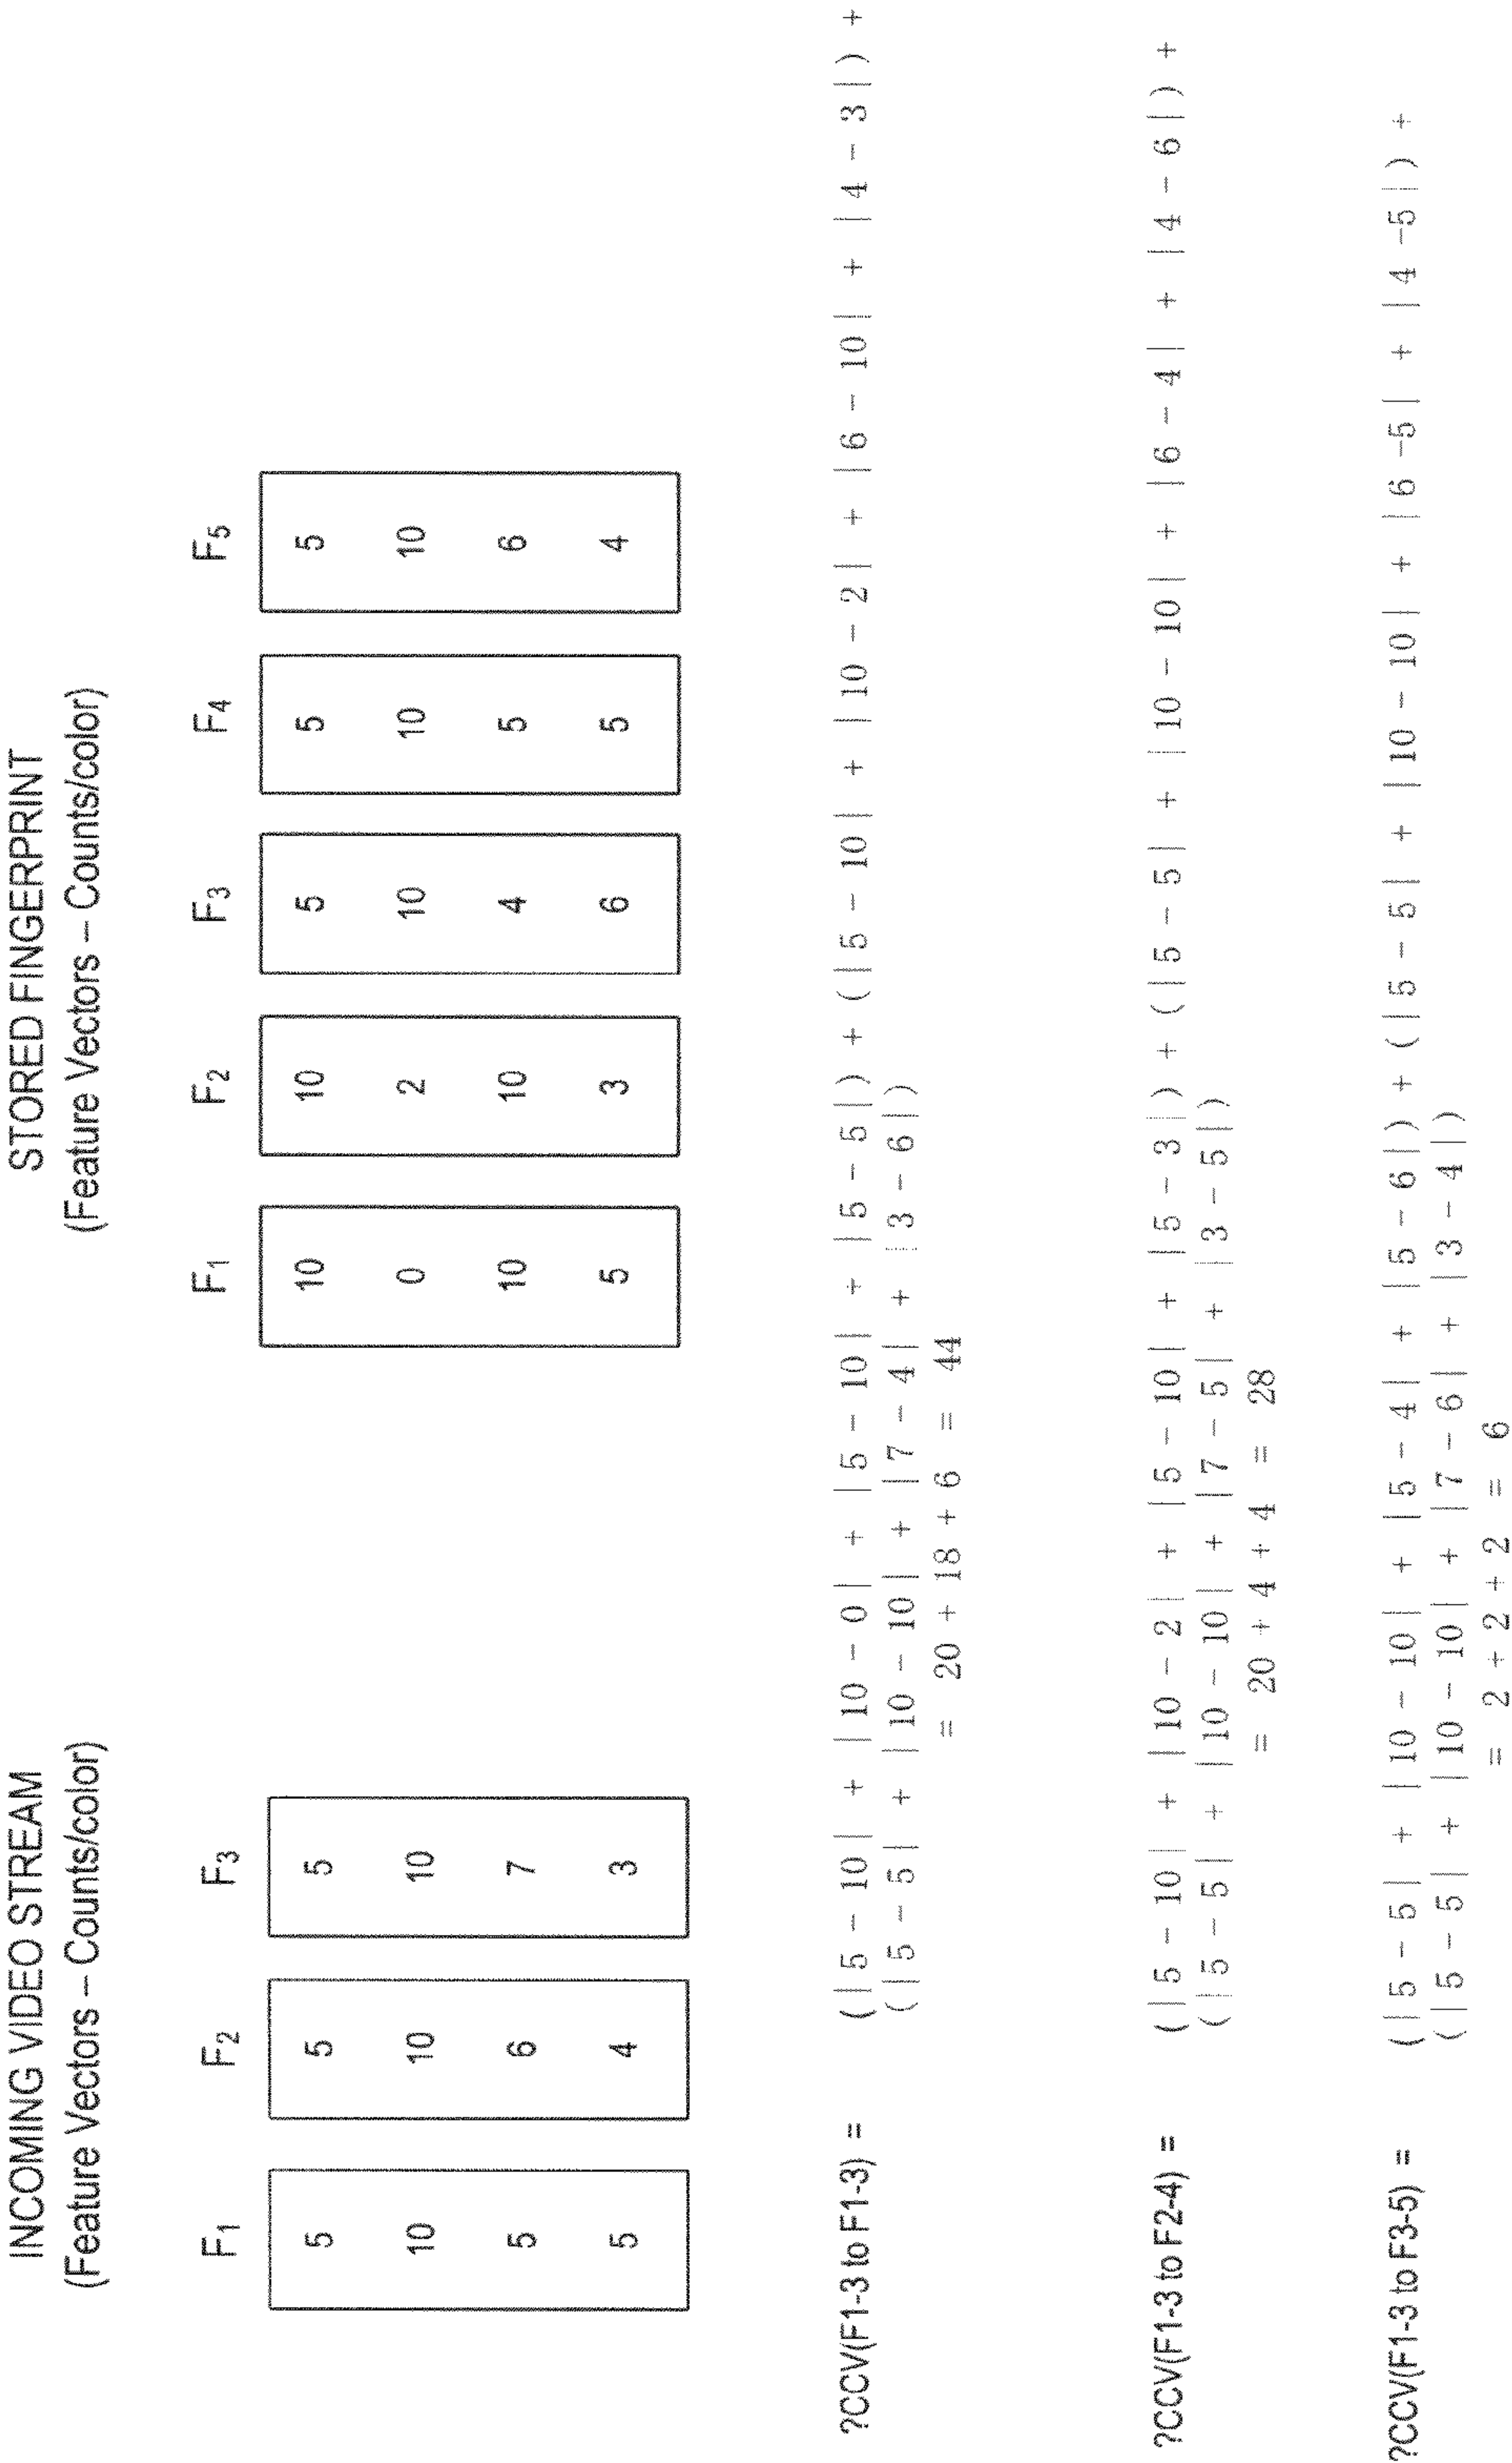 INCOMING VIDEO STREAM
(Feature Vectors – Counts/color)
F1 F2 F3
5 5 5
10 10 10
5 6 7
5 4 3
STORED FINGERPRINT
(Feature Vectors – Counts/color)
F1 F2 F3 F4 F5
10 10 5 5 5
0 2 10 10 10
10 10 4 5 6
5 3 6 5 4
?CCV(F1-3 to F1-3) = (|5 - 10| + |10 - 0| + |5 - 10| + |5 - 5|) + (|5 - 10| + |10 - 2| + |6 - 10| + |4 - 3|) +
(|5 - 5| + |10 - 10| + |7 - 4| + |3 - 6|)
= 20 + 18 + 6 = 44
?CCV(F1-3 to F2-4) = (|5 - 10| + |10 - 2| + |5 - 10| + |5 - 3|) + (|5 - 5| + |10 - 10| + |6 - 4| + |4 - 6|) +
(|5 - 5| + |10 - 10| + |7 - 5| + |3 - 5|)
= 20 + 4 + 4 = 28
?CCV(F1-3 to F3-5) = (|5 - 5| + |10 - 10| + |5 - 4| + |5 - 6|) + (|5 - 5| + |10 - 10| + |6 -5| + |4 -5|) +
(|5 - 5| + |10 - 10| + |7 - 6| + |3 - 4|)
= 2 + 2 + 2 = 6